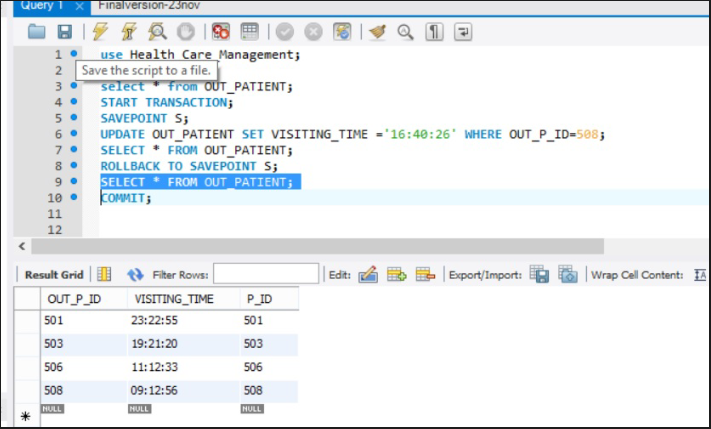 Query 1 Finalversion-23nov
1 use Health_Care_Management;
2
Save the script to a file.
3 select * from OUT_PATIENT;
4 START TRANSACTION;
5 SAVEPOINT S;
6 UPDATE OUT_PATIENT SET VISITING_TIME ='16:40:26' WHERE OUT_P_ID=508;
7 SELECT * FROM OUT_PATIENT;
8 ROLLBACK TO SAVEPOINT S;
9 SELECT * FROM OUT_PATIENT;
10 COMMIT;
11
12
Result Grid Filter Rows: Edit: Export/Import: Wrap Cell Content:
OUT_P_ID VISITING_TIME P_ID
501 23:22:55 501
503 19:21:20 503
506 11:12:33 506
508 09:12:56 508
NULL NULL NULL